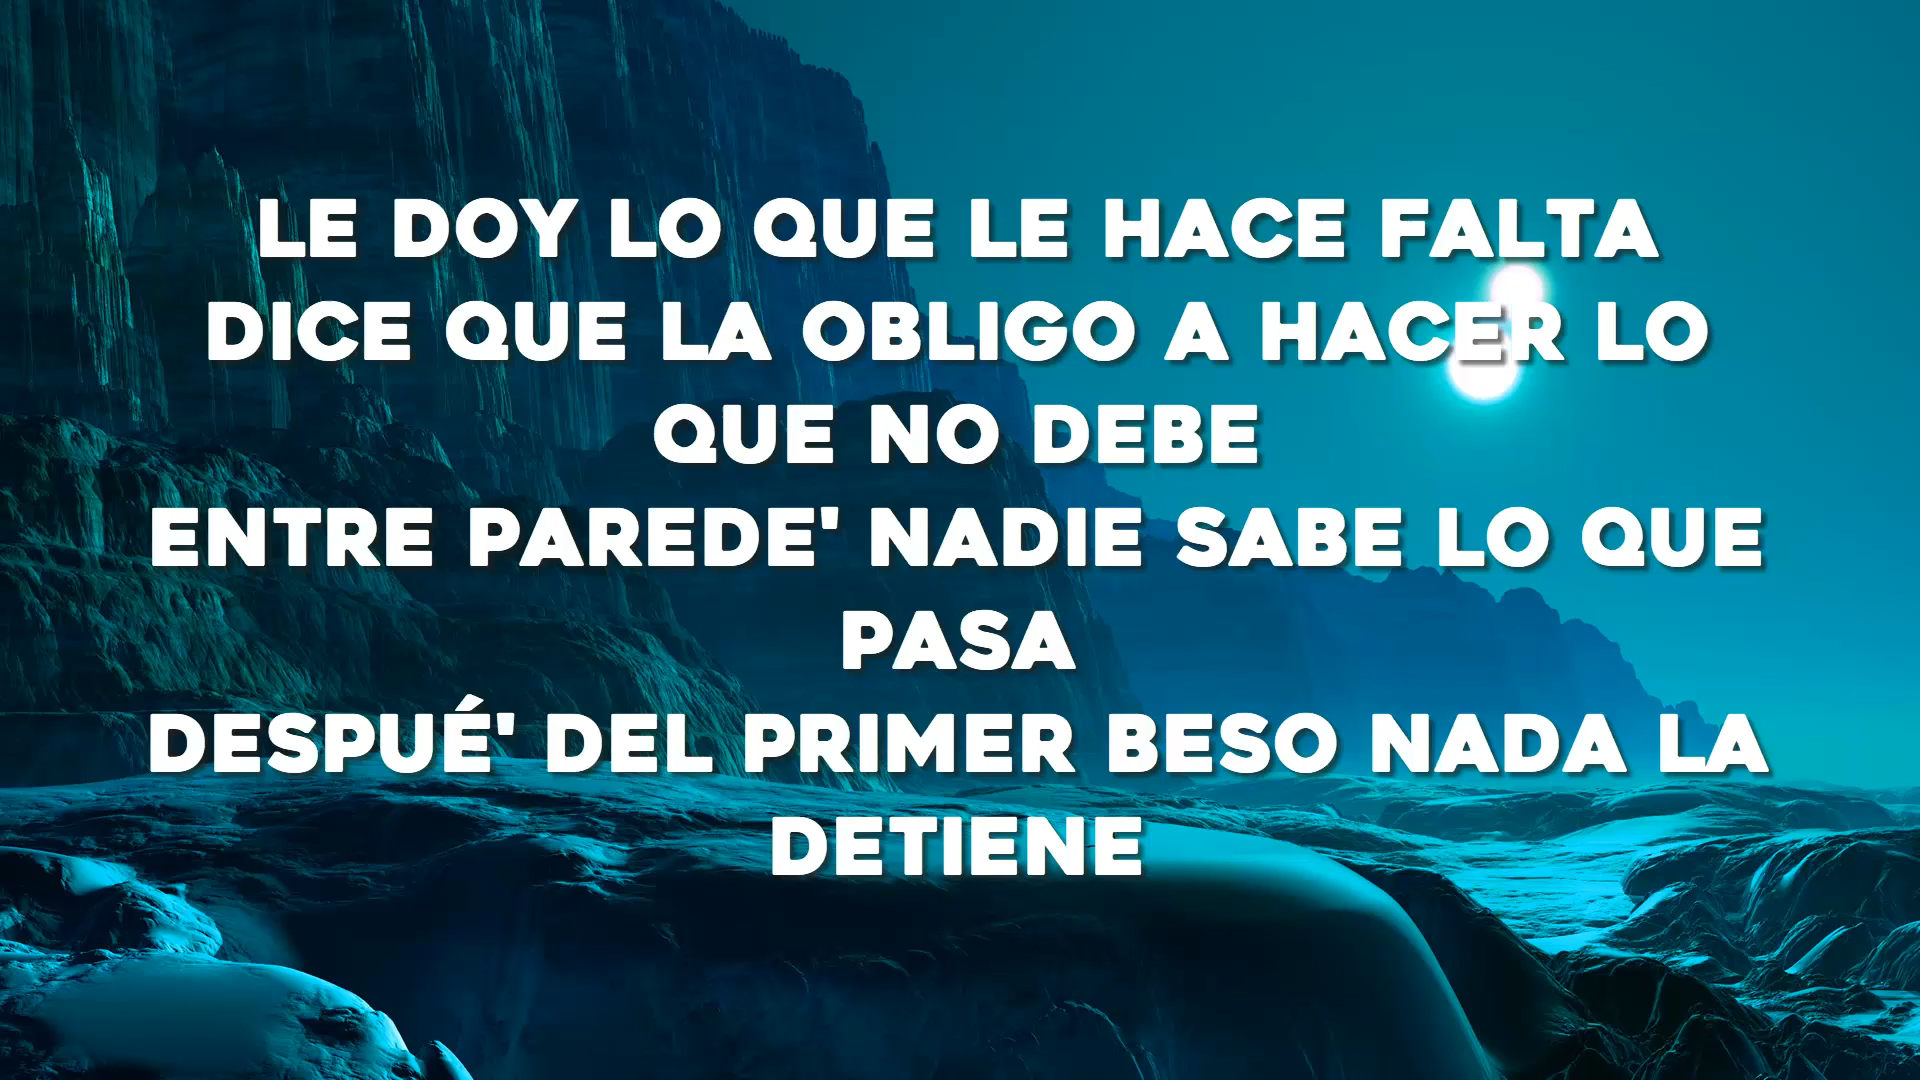 LE DOY LO QUE LE HACE FALTA
DICE QUE LA OBLIGO A HACER LO
QUE NO DEBE
ENTRE PAREDE' NADIE SABE LO QUE
PASA
DESPUÉ' DEL PRIMER BESO NADA LA
DETIENE